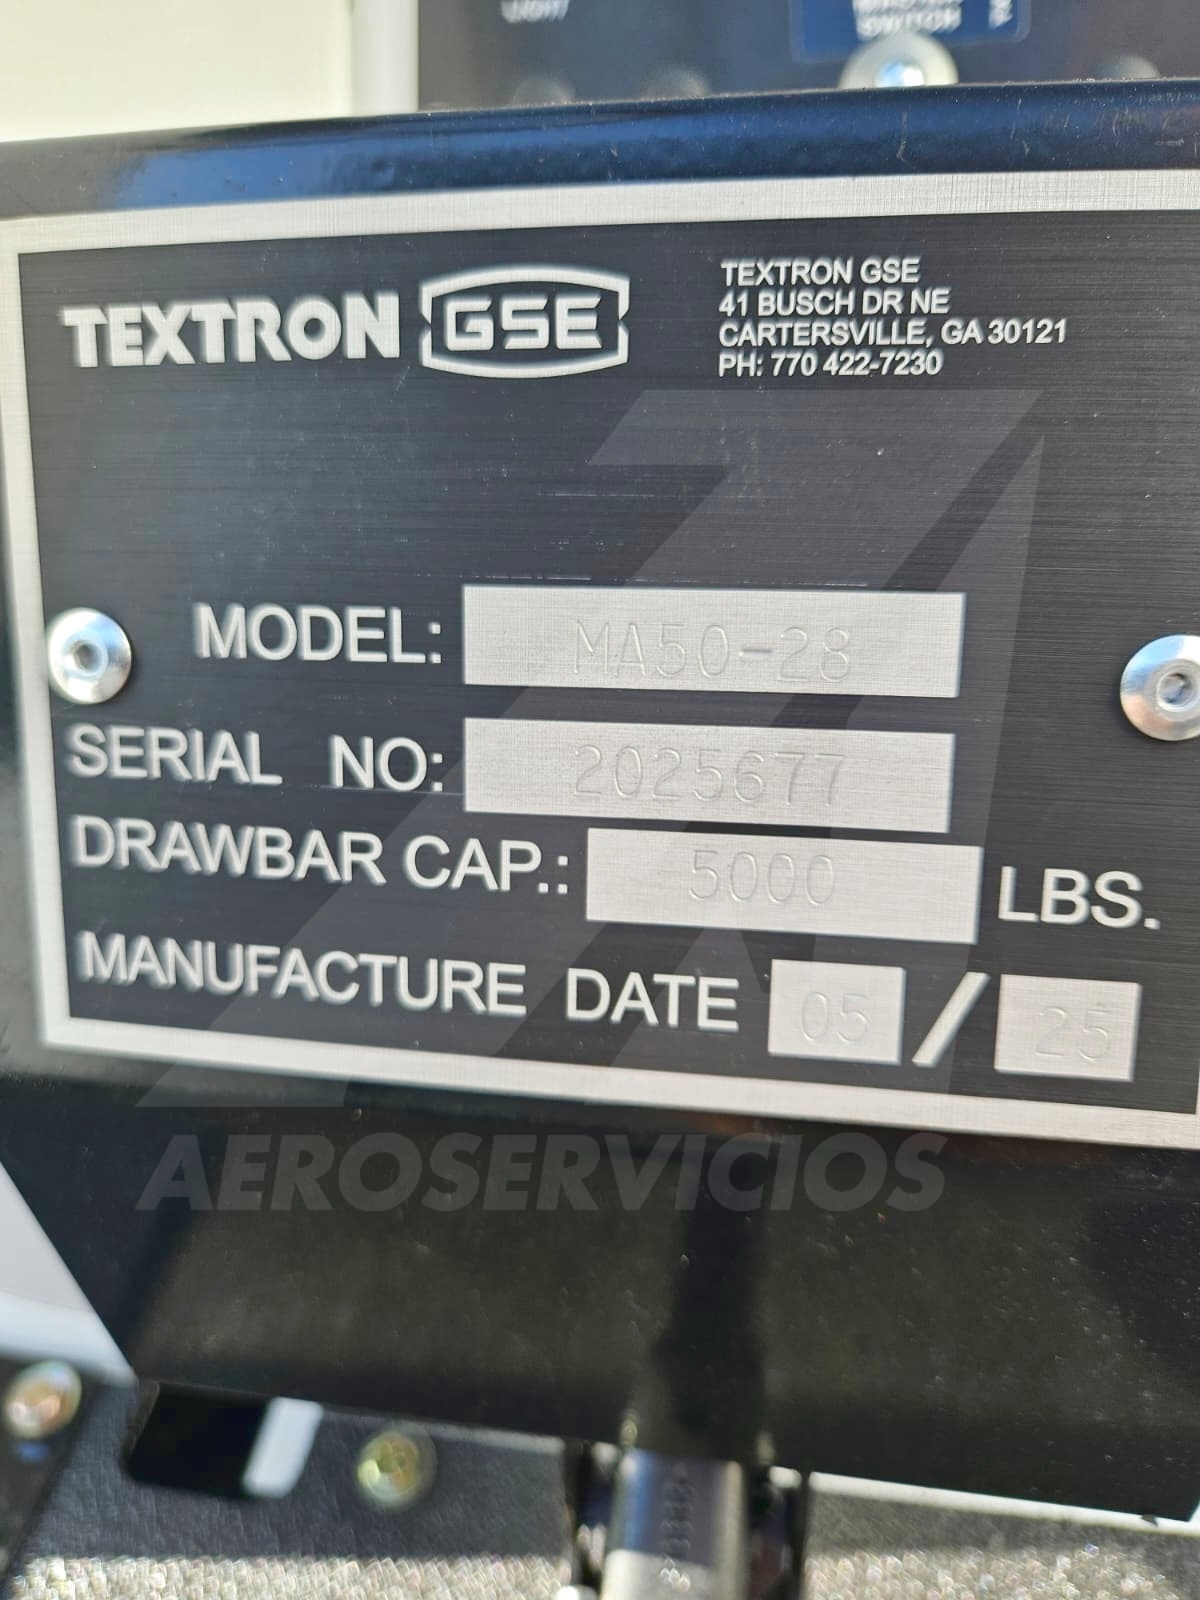 SWITCH
TEXTRON GSE
TEXTRON GSE
41 BUSCH DR NE
CARTERSVILLE, GA 30121
PH: 770 422-7230
MODEL: MA50-28
SERIAL NO: 2025677
DRAWBAR CAP.: 5000 LBS.
MANUFACTURE DATE 05 / 25
AEROSERVICIOS